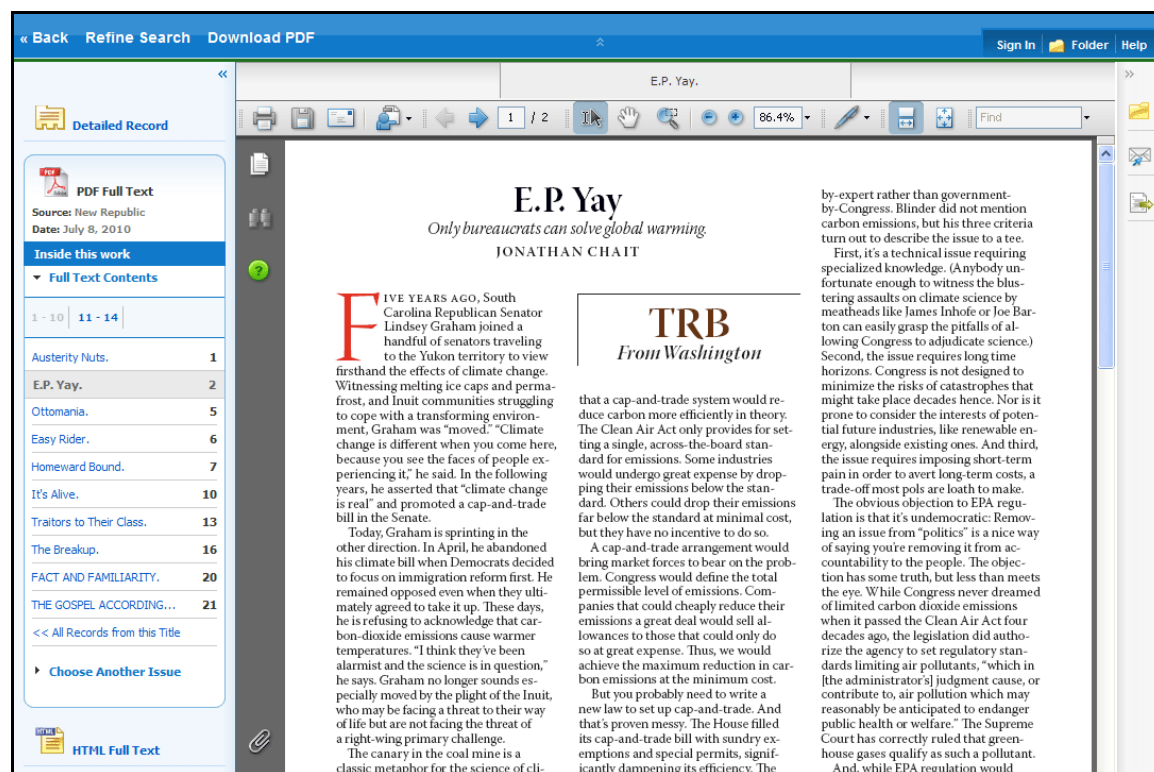 « Back Refine Search Download PDF
Sign In Folder Help
«
E.P. Yay.
»
Detailed Record
1 / 2
86.4%
Find
PDF Full Text
Source: New Republic
Date: July 8, 2010
Inside this work
Full Text Contents
1 - 10 11 - 14
Austerity Nuts. 1
E.P. Yay. 2
Ottomania. 5
Easy Rider. 6
Homeward Bound. 7
It's Alive. 10
Traitors to Their Class. 13
The Breakup. 16
FACT AND FAMILIARITY. 20
THE GOSPEL ACCORDING... 21
<< All Records from this Title
Choose Another Issue
HTML Full Text
E.P. Yay
Only bureaucrats can solve global warming.
JONATHAN CHAIT
FIVE YEARS AGO, South
Carolina Republican Senator
Lindsey Graham joined a
handful of senators traveling
to the Yukon territory to view
firsthand the effects of climate change.
Witnessing melting ice caps and perma-
frost, and Inuit communities struggling
to cope with a transforming environ-
ment, Graham was “moved.” “Climate
change is different when you come here,
because you see the faces of people ex-
periencing it,” he said. In the following
years, he asserted that “climate change
is real” and promoted a cap-and-trade
bill in the Senate.
Today, Graham is sprinting in the
other direction. In April, he abandoned
his climate bill when Democrats decided
to focus on immigration reform first. He
remained opposed even when they ulti-
mately agreed to take it up. These days,
he is refusing to acknowledge that car-
bon-dioxide emissions cause warmer
temperatures. “I think they’ve been
alarmist and the science is in question,”
he says. Graham no longer sounds es-
pecially moved by the plight of the Inuit,
who may be facing a threat to their way
of life but are not facing the threat of
a right-wing primary challenge.
The canary in the coal mine is a
classic metaphor for the science of cli-
TRB
From Washington
that a cap-and-trade system would re-
duce carbon more efficiently in theory.
The Clean Air Act only provides for set-
ting a single, across-the-board stan-
dard for emissions. Some industries
would undergo great expense by drop-
ping their emissions below the stan-
dard. Others could drop their emissions
far below the standard at minimal cost,
but they have no incentive to do so.
A cap-and-trade arrangement would
bring market forces to bear on the prob-
lem. Congress would define the total
permissible level of emissions. Com-
panies that could cheaply reduce their
emissions a great deal would sell al-
lowances to those that could only do
so at great expense. Thus, we would
achieve the maximum reduction in car-
bon emissions at the minimum cost.
But you probably need to write a
new law to set up cap-and-trade. And
that’s proven messy. The House filled
its cap-and-trade bill with sundry ex-
emptions and special permits, signif-
icantly dampening its efficiency. The
by-expert rather than government-
by-Congress. Blinder did not mention
carbon emissions, but his three criteria
turn out to describe the issue to a tee.
First, it’s a technical issue requiring
specialized knowledge. (Anybody un-
fortunate enough to witness the blus-
tering assaults on climate science by
meatheads like James Inhofe or Joe Bar-
ton can easily grasp the pitfalls of al-
lowing Congress to adjudicate science.)
Second, the issue requires long time
horizons. Congress is not designed to
minimize the risks of catastrophes that
might take place decades hence. Nor is it
prone to consider the interests of poten-
tial future industries, like renewable en-
ergy, alongside existing ones. And third,
the issue requires imposing short-term
pain in order to avert long-term costs, a
trade-off most pols are loath to make.
The obvious objection to EPA regu-
lation is that it’s undemocratic: Remov-
ing an issue from “politics” is a nice way
of saying you’re removing it from ac-
countability to the people. The objec-
tion has some truth, but less than meets
the eye. While Congress never dreamed
of limited carbon dioxide emissions
when it passed the Clean Air Act four
decades ago, the legislation did autho-
rize the agency to set regulatory stan-
dards limiting air pollutants, “which in
[the administrator’s] judgment cause, or
contribute to, air pollution which may
reasonably be anticipated to endanger
public health or welfare.” The Supreme
Court has correctly ruled that green-
house gases qualify as such a pollutant.
And, while EPA regulation would